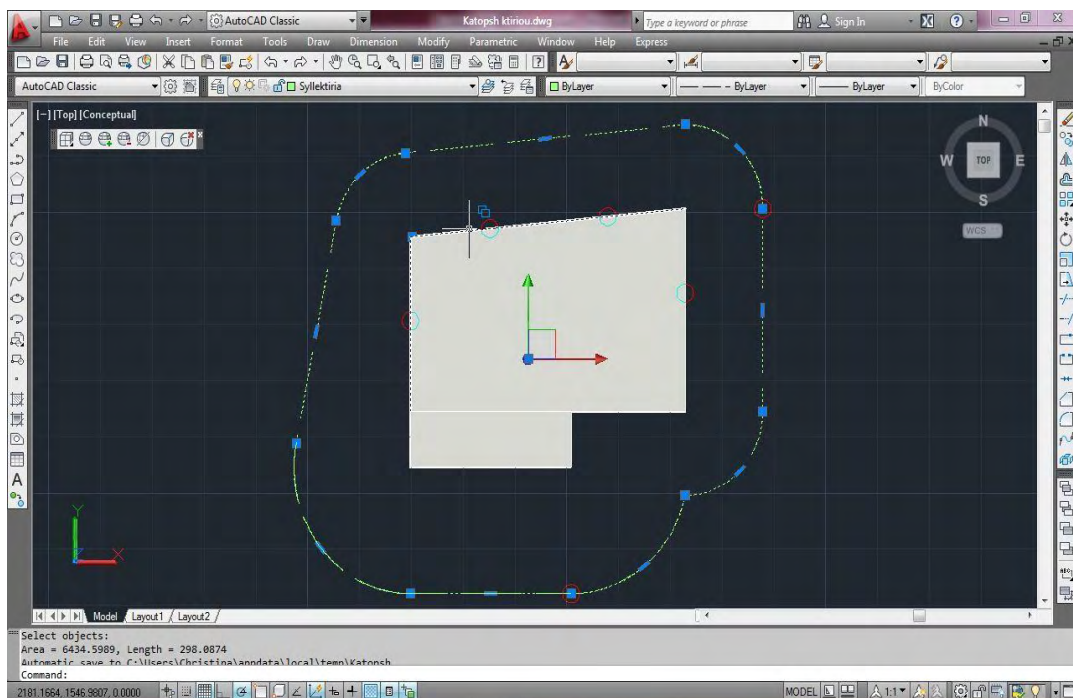 AutoCAD Classic
Katopsh ktiriou.dwg
Type a keyword or phrase
Sign In
File Edit View Insert Format Tools Draw Dimension Modify Parametric Window Help Express
AutoCAD Classic
Syllektiria
ByLayer
ByLayer
ByLayer
ByColor
[−] [Top] [Conceptual]
N
W TOP E
S
WCS
Y
X
A
Model Layout1 Layout2
Select objects:
Area = 6434.5989, Length = 298.0874
Automatic save to C:\Users\Christina\appdata\local\temp\Katopsh
Command:
2181.1664, 1546.9807, 0.0000
MODEL
1:1